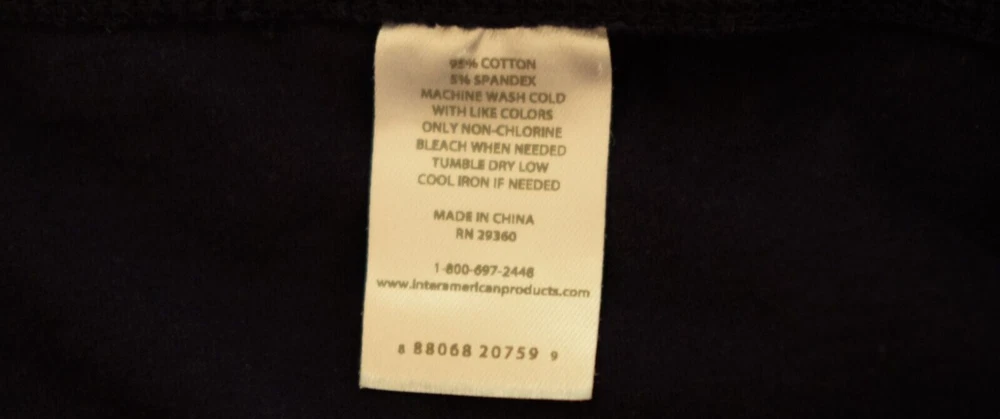 95% COTTON
5% SPANDEX
MACHINE WASH COLD
WITH LIKE COLORS
ONLY NON-CHLORINE
BLEACH WHEN NEEDED
TUMBLE DRY LOW
COOL IRON IF NEEDED
MADE IN CHINA
RN 29360
1-800-697-2448
www.interamericanproducts.com
8 88068 20759 9